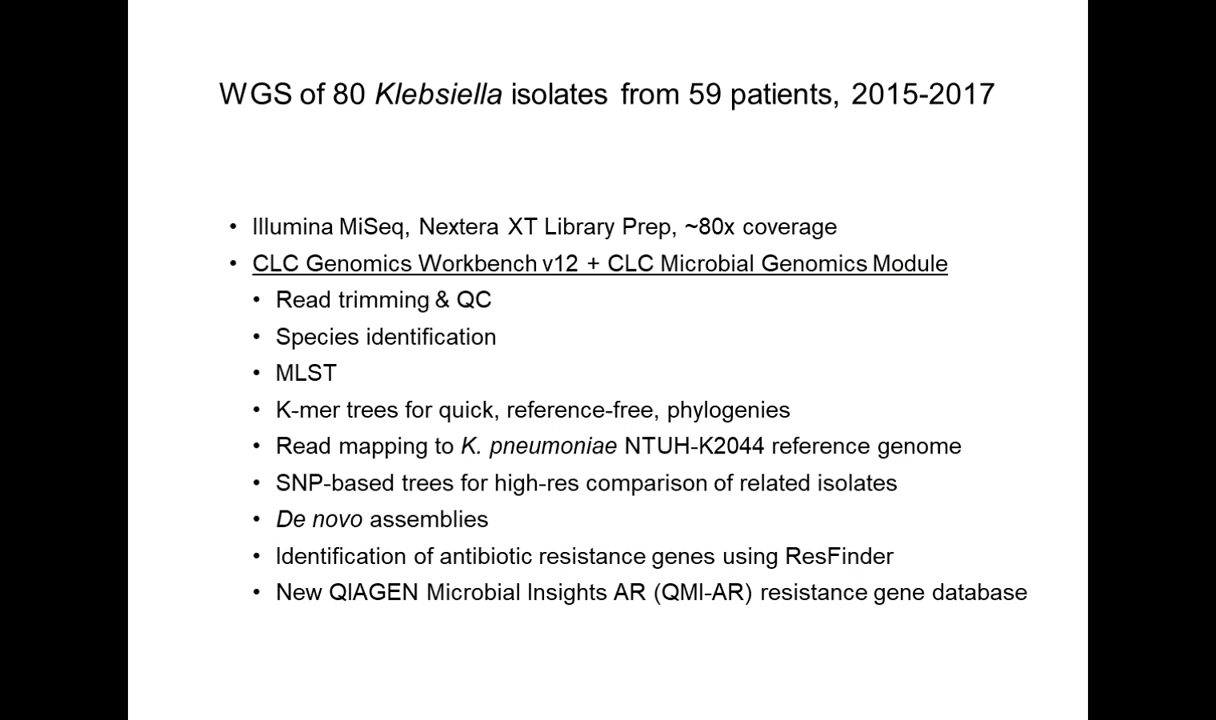 WGS of 80 Klebsiella isolates from 59 patients, 2015-2017
• Illumina MiSeq, Nextera XT Library Prep, ~80x coverage
• CLC Genomics Workbench v12 + CLC Microbial Genomics Module
• Read trimming & QC
• Species identification
• MLST
• K-mer trees for quick, reference-free, phylogenies
• Read mapping to K. pneumoniae NTUH-K2044 reference genome
• SNP-based trees for high-res comparison of related isolates
• De novo assemblies
• Identification of antibiotic resistance genes using ResFinder
• New QIAGEN Microbial Insights AR (QMI-AR) resistance gene database